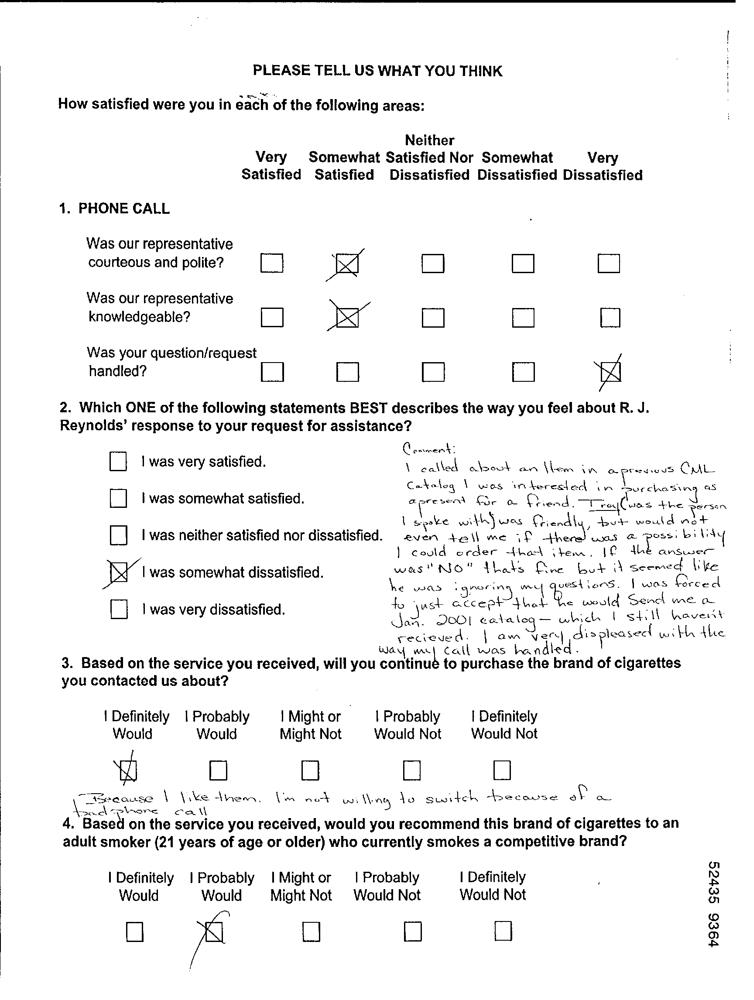 PLEASE TELL US WHAT YOU THINK
How satisfied were you in each of the following areas:
Neither
Very Somewhat Satisfied Nor Somewhat Very
Satisfied Satisfied Dissatisfied Dissatisfied Dissatisfied
1. PHONE CALL
Was our representative
courteous and polite?
Was our representative
knowledgeable?
Was your question/request
handled?
2. Which ONE of the following statements BEST describes the way you feel about R. J.
Reynolds' response to your request for assistance?
I was very satisfied.
I was somewhat satisfied.
I was neither satisfied nor dissatisfied.
I was somewhat dissatisfied.
I was very dissatisfied.
Comment:
I called about an Item in a previous CML
Catalog I was interested in purchasing as
a present for a friend. Troy (was the person
I spoke with) was friendly, but would not
even tell me if there was a possibility
I could order that item. If the answer
was "NO" that's fine but it seemed like
he was ignoring my questions. I was forced
to just accept that he would Send me a
Jan. 2001 catalog - which I still haven't
recieved. I am very displeased with the
way my call was handled.
3. Based on the service you received, will you continue to purchase the brand of cigarettes
you contacted us about?
I Definitely I Probably I Might or I Probably I Definitely
Would Would Might Not Would Not Would Not
Because I like them. I'm not willing to switch because of a
bad phone call
4. Based on the service you received, would you recommend this brand of cigarettes to an
adult smoker (21 years of age or older) who currently smokes a competitive brand?
I Definitely I Probably I Might or I Probably I Definitely
Would Would Might Not Would Not Would Not
52435 9364